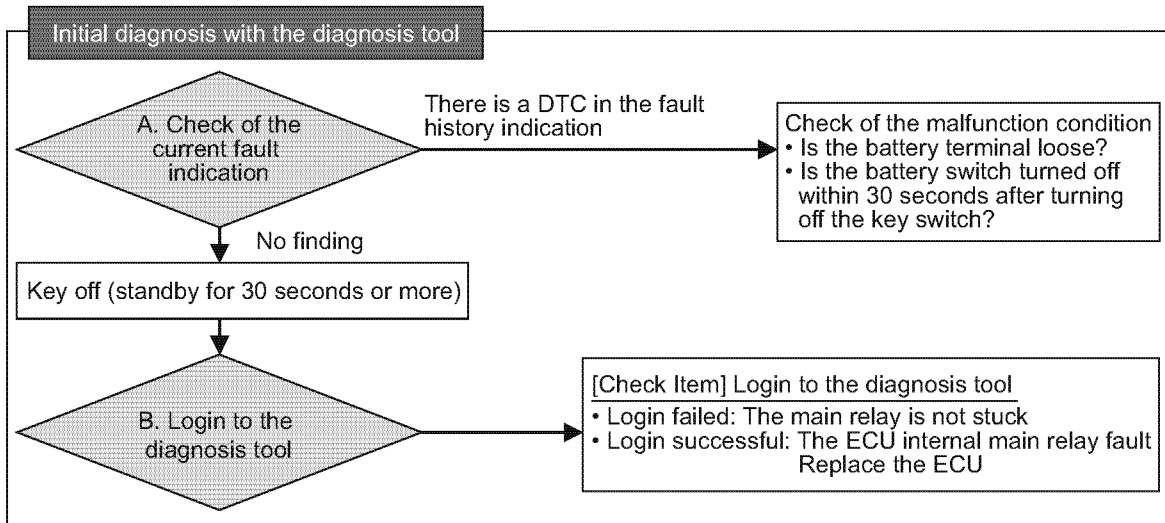 Initial diagnosis with the diagnosis tool
A. Check of the
current fault
indication
There is a DTC in the fault
history indication
Check of the malfunction condition
• Is the battery terminal loose?
• Is the battery switch turned off
within 30 seconds after turning
off the key switch?
No finding
Key off (standby for 30 seconds or more)
B. Login to the
diagnosis tool
[Check Item] Login to the diagnosis tool
• Login failed: The main relay is not stuck
• Login successful: The ECU internal main relay fault
Replace the ECU